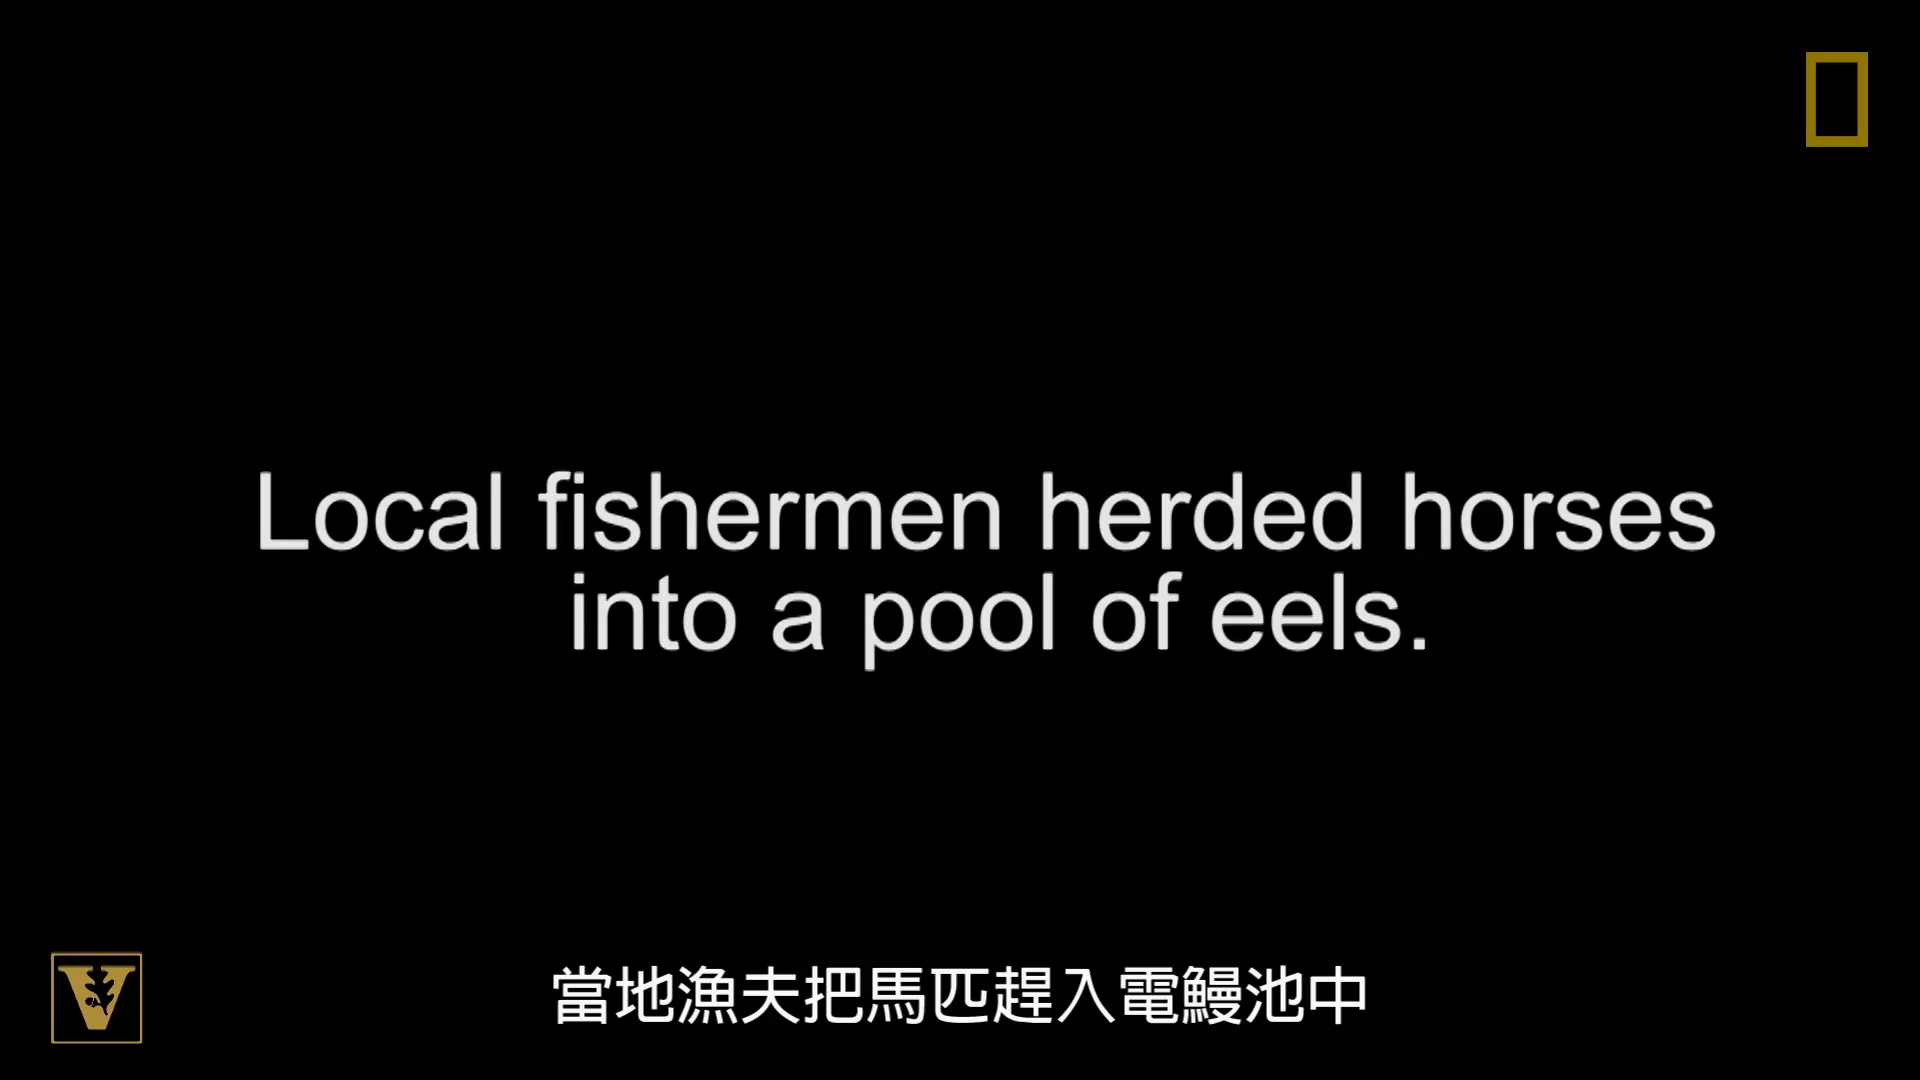 Local fishermen herded horses
into a pool of eels.
V
當地漁夫把馬匹趕入電鰻池中